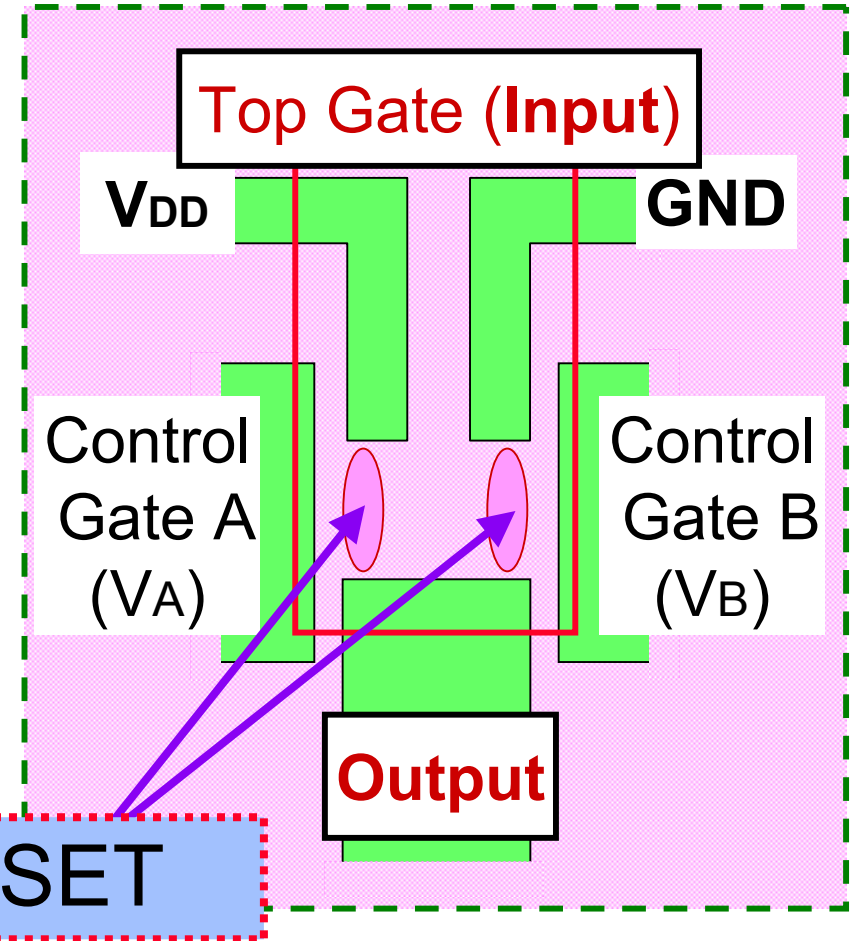 Top Gate (Input)
VDD
GND
Control
Gate A
(VA)
Control
Gate B
(VB)
Output
SET